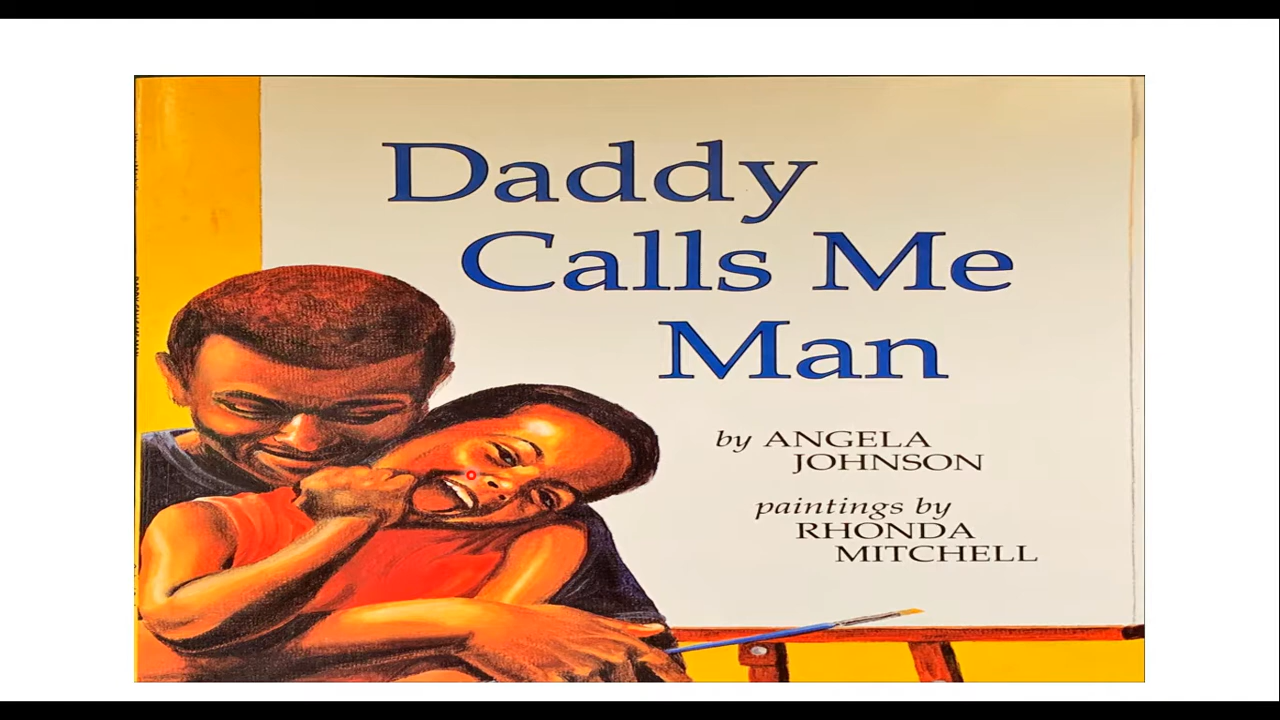 Daddy
Calls Me
Man
by ANGELA
JOHNSON
paintings by
RHONDA
MITCHELL